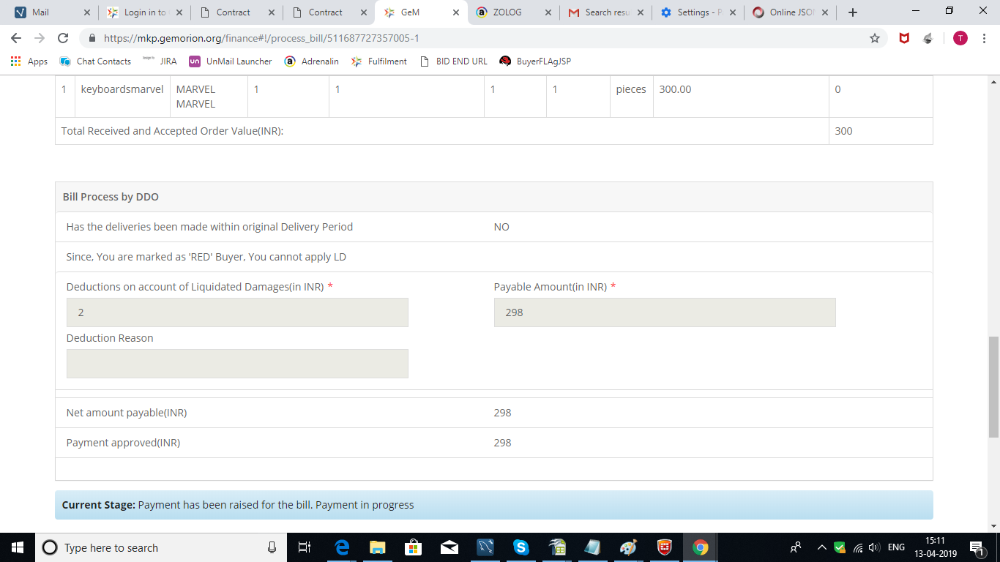 Mail
Login in to
Contract
Contract
GeM
ZOLOG
Search resu
Settings - P
Online JSO
https://mkp.gemorion.org/finance#!/process_bill/511687727357005-1
T
Apps
Chat Contacts
JIRA
un UnMail Launcher
a Adrenalin
Fulfilment
BID END URL
BuyerFLAgJSP
1 keyboardsmarvel MARVEL 1 1 1 1 pieces 300.00 0
MARVEL
Total Received and Accepted Order Value(INR): 300
Bill Process by DDO
Has the deliveries been made within original Delivery Period NO
Since, You are marked as 'RED' Buyer, You cannot apply LD
Deductions on account of Liquidated Damages(in INR) * Payable Amount(in INR) *
2 298
Deduction Reason
Net amount payable(INR) 298
Payment approved(INR) 298
Current Stage: Payment has been raised for the bill. Payment in progress
Type here to search
ENG
15:11
13-04-2019
1